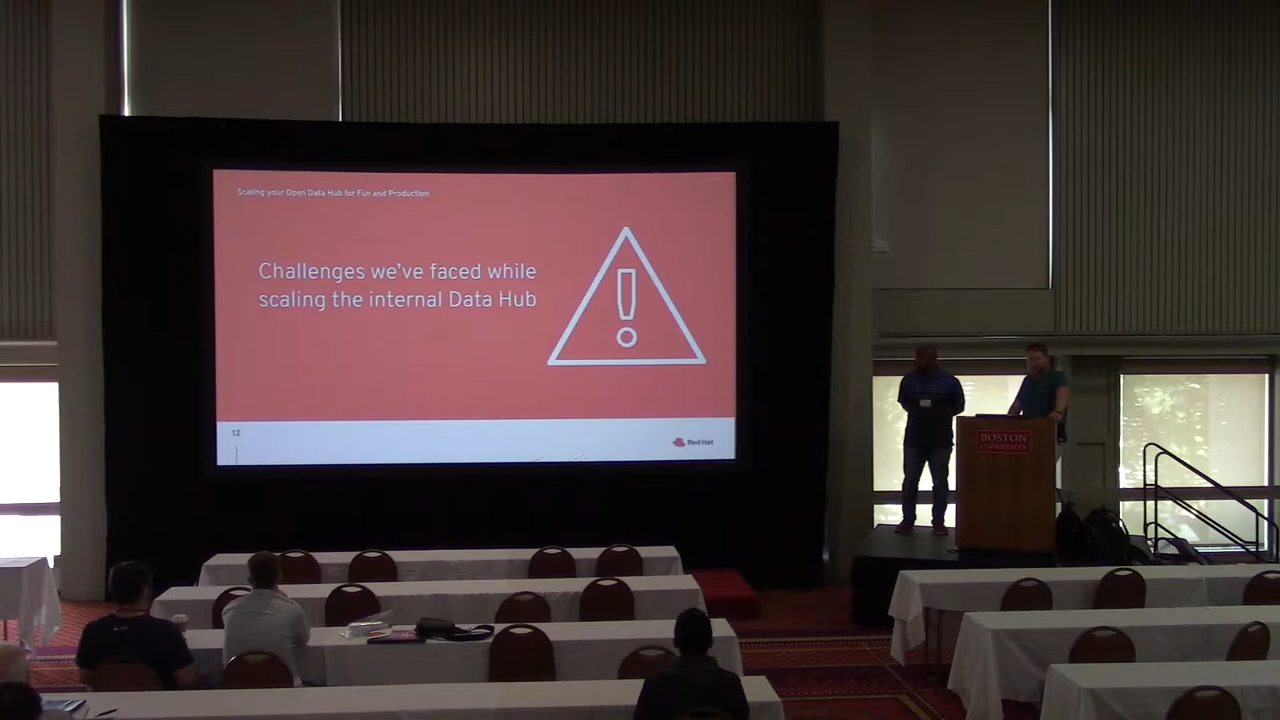 Scaling your Open Data Hub for Fun and Production
Challenges we've faced while
scaling the internal Data Hub
12
Red Hat
BOSTON
UNIVERSITY